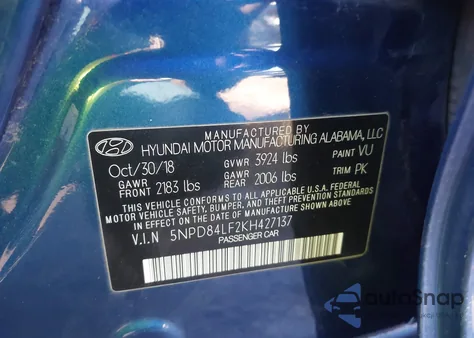 MANUFACTURED BY
HYUNDAI MOTOR MANUFACTURING ALABAMA, LLC
Oct/30/18 GVWR 3924 lbs PAINT VU
GAWR FRONT 2183 lbs GAWR REAR 2006 lbs TRIM PK
THIS VEHICLE CONFORMS TO ALL APPLICABLE U.S.A. FEDERAL
MOTOR VEHICLE SAFETY, BUMPER, AND THEFT PREVENTION
STANDARDS IN EFFECT ON THE DATE OF MANUFACTURE SHOWN ABOVE.
V.I.N 5NPD84LF2KH427137
PASSENGER CAR
autoSnap